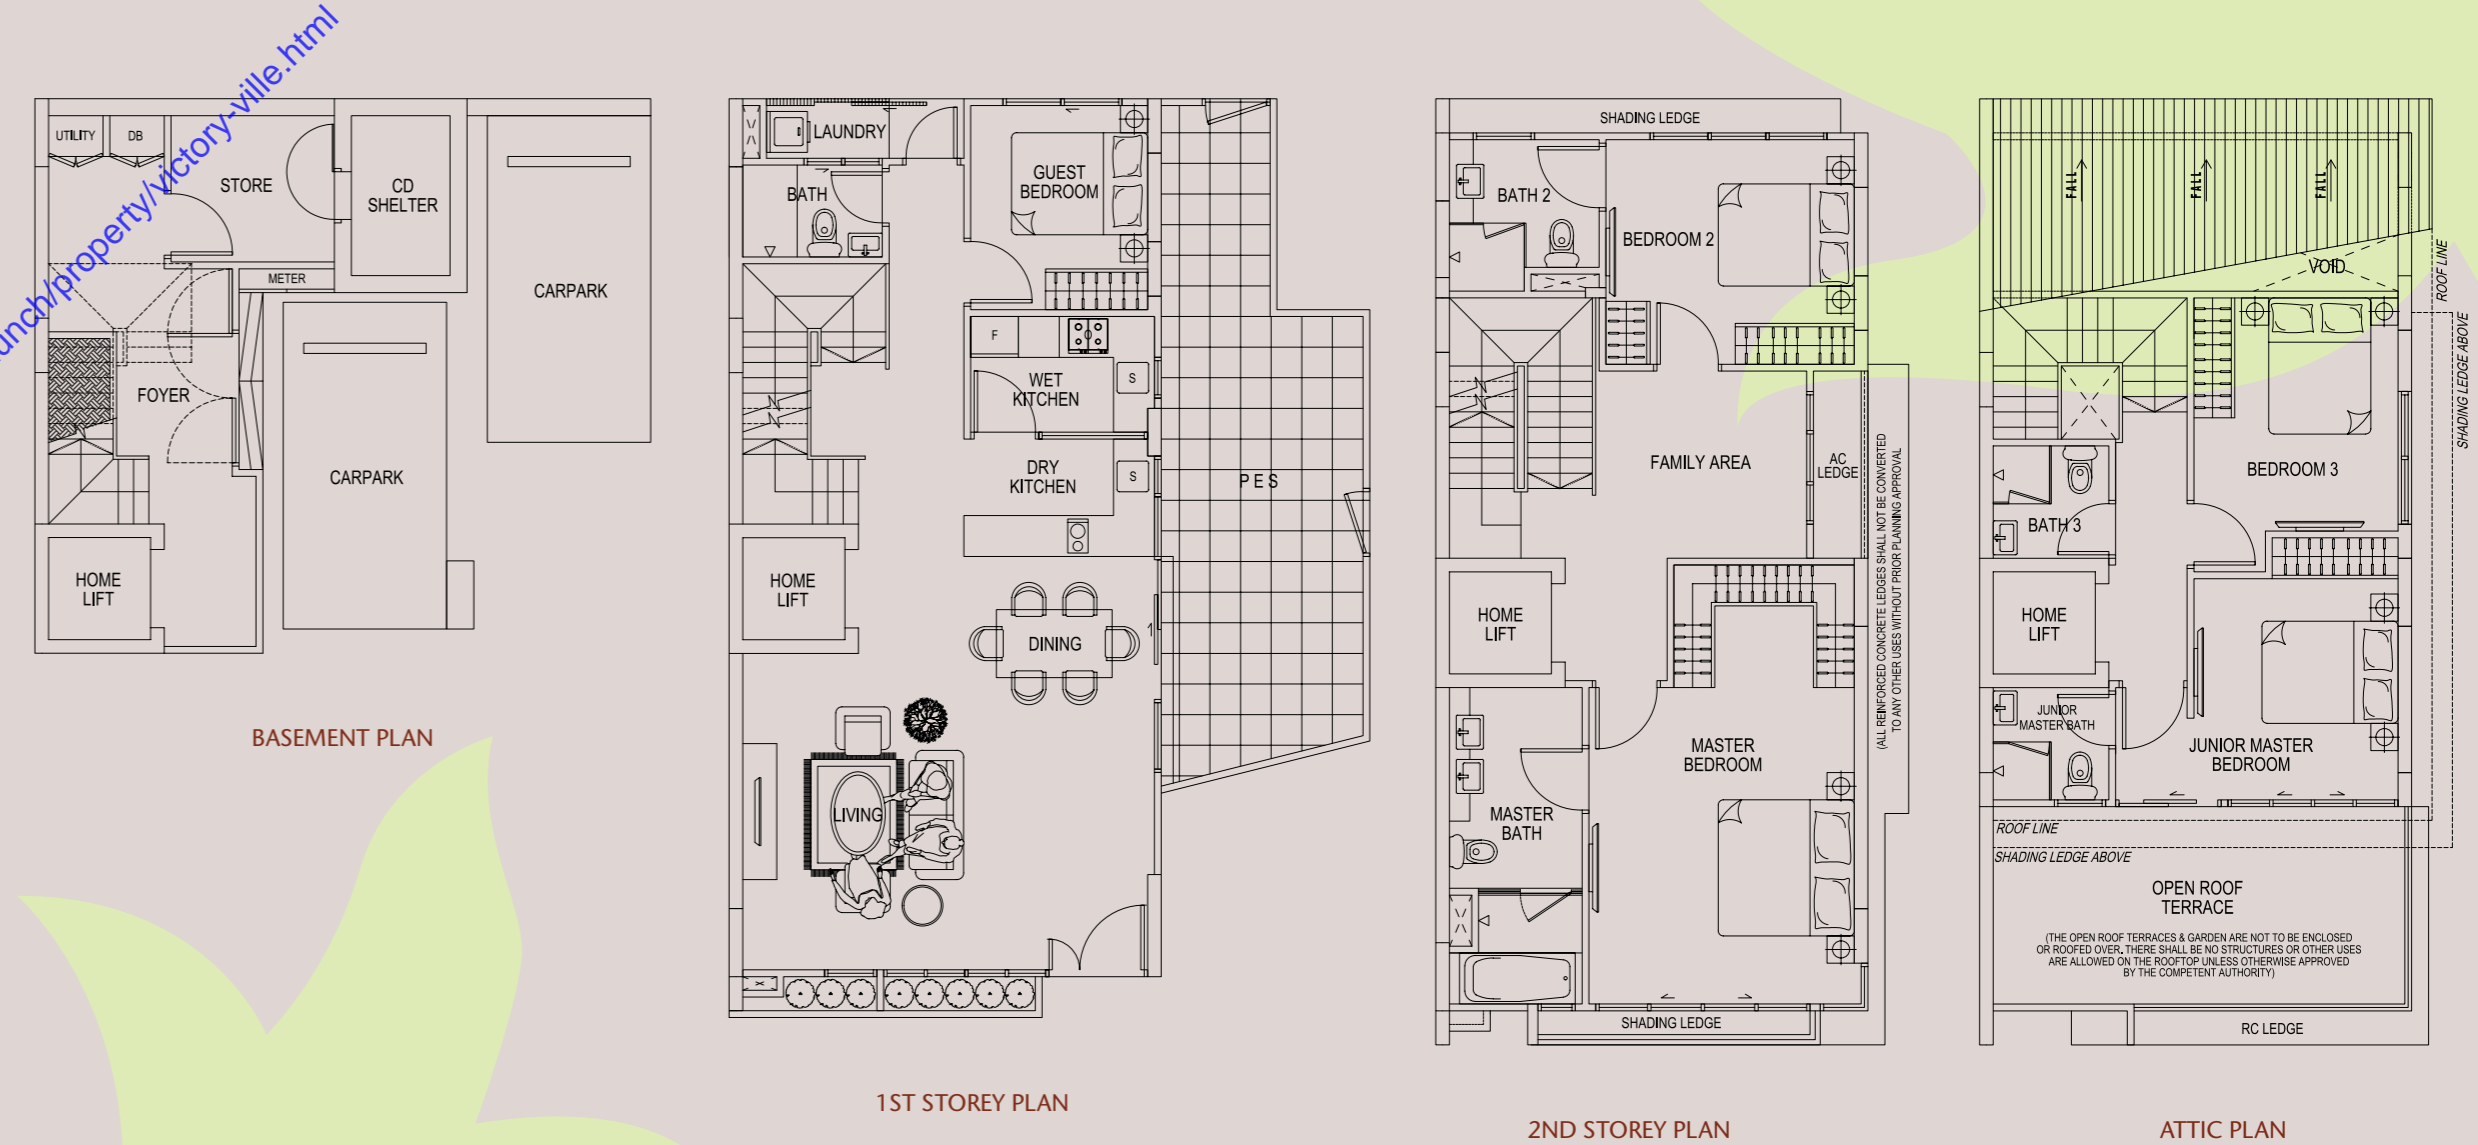 unch/property/victory-ville.html
UTILITY
DB
STORE
CD
SHELTER
CARPARK
METER
FOYER
CARPARK
HOME
LIFT
BASEMENT PLAN
LAUNDRY
BATH
GUEST
BEDROOM
F
WET
KITCHEN
S
DRY
KITCHEN
S
PES
HOME
LIFT
DINING
LIVING
1ST STOREY PLAN
SHADING LEDGE
BATH 2
BEDROOM 2
FAMILY AREA
AC
LEDGE
(ALL REINFORCED CONCRETE LEDGES SHALL NOT BE CONVERTED
TO ANY OTHER USES WITHOUT PRIOR PLANNING APPROVAL
HOME
LIFT
MASTER
BEDROOM
MASTER
BATH
SHADING LEDGE
2ND STOREY PLAN
FALL
FALL
FALL
VOID
ROOF LINE
SHADING LEDGE ABOVE
BEDROOM 3
BATH 3
HOME
LIFT
JUNIOR
MASTER BATH
JUNIOR MASTER
BEDROOM
ROOF LINE
SHADING LEDGE ABOVE
OPEN ROOF
TERRACE
(THE OPEN ROOF TERRACES & GARDEN ARE NOT TO BE ENCLOSED
OR ROOFED OVER. THERE SHALL BE NO STRUCTURES OR OTHER USES
ARE ALLOWED ON THE ROOFTOP UNLESS OTHERWISE APPROVED
BY THE COMPETENT AUTHORITY)
RC LEDGE
ATTIC PLAN